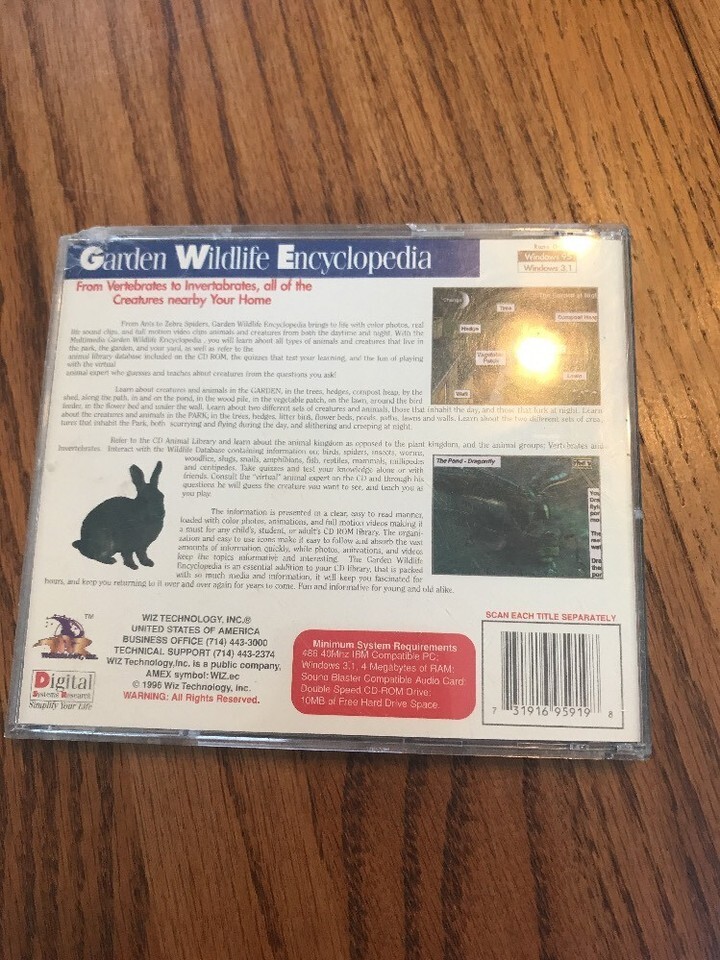 Garden Wildlife Encyclopedia
From Vertebrates to Invertabrates, all of the
Creatures nearby Your Home
Windows
Windows 3.1
From Ants to Zebra Spiders, Garden Wildlife Encyclopedia brings to life with color photos, real
life sound clips, and full motion video clips animals and creatures from both the daytime and night. With the
Multimedia Garden Wildlife Encyclopedia , you will learn about all types of animals and creatures that live in
the park, the garden, and your yard, as well as refer to the
animal library database included on the CD ROM, the quizzes that test your learning, and the fun of playing
with the virtual
animal expert who guesses and teaches about creatures from the questions you ask!
Change
Tree
Hedge
Vegetable
Patch
Lawn
Wall
Learn about creatures and animals in the GARDEN, in the trees, hedges, compost heap, by the
shed, along the path, in and on the pond, in the wood pile, in the vegetable patch, on the lawn, around the bird
feeder, in the flower bed and under the wall. Learn about two different sets of creatures and animals, those that inhabit the day, and those that lurk at night. Learn
about the creatures and animals in the PARK, in the trees, hedges, litter bird, flower beds, ponds, paths, lawns and walls. Learn about the two different sets of crea
tures that inhabit the Park, both scurrying and flying during the day, and slithering and creeping at night.
Refer to the CD Animal Library and learn about the animal kingdom as opposed to the plant kingdom, and the animal groups; Vertebrates and
Invertebrates. Interact with the Wildlife Database containing information on; birds, spiders, insects, worms,
woodlice, slugs, snails, amphibians, fish, reptiles, mammals, millipedes
and centipedes. Take quizzes and test your knowledge alone or with
friends. Consult the "virtual" animal expert on the CD and through his
questions he will guess the creature you want to see, and teach you as
you play.
The Pond - Dragonfly
The information is presented in a clear, easy to read manner,
loaded with color photos, animations, and full motion videos making it
a must for any child's, student, or adult's CD ROM library. The organi-
zation and easy to use icons make it easy to follow and absorb the vast
amounts of information quickly, while photos, animations, and videos
keep the topics informative and interesting. The Garden Wildlife
Encyclopedia is an essential addition to your CD library, that is packed
with so much media and information, it will keep you fascinated for
hours, and keep you returning to it over and over again for years to come. Fun and informative for young and old alike.
TM
WIZ
TECHNOLOGY, INC.
Digital
Systems Research
Simplify Your Life
WIZ TECHNOLOGY, INC.®
UNITED STATES OF AMERICA
BUSINESS OFFICE (714) 443-3000
TECHNICAL SUPPORT (714) 443-2374
WIZ Technology,Inc. is a public company,
AMEX symbol: WIZ.ec
© 1996 Wiz Technology, Inc.
WARNING: All Rights Reserved.
Minimum System Requirements
486 40Mhz IBM Compatible PC;
Windows 3.1, 4 Megabytes of RAM;
Sound Blaster Compatible Audio Card;
Double Speed CD-ROM Drive;
10MB of Free Hard Drive Space.
SCAN EACH TITLE SEPARATELY
7 31916 95919 8